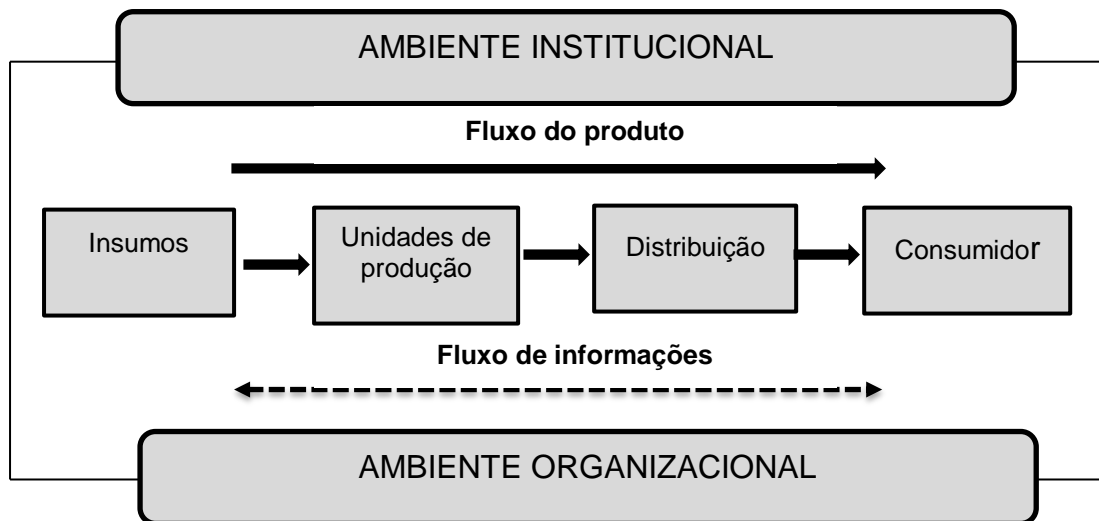 AMBIENTE INSTITUCIONAL
Fluxo do produto
Insumos
Unidades de
produção
Distribuição
Consumidor
Fluxo de informações
AMBIENTE ORGANIZACIONAL